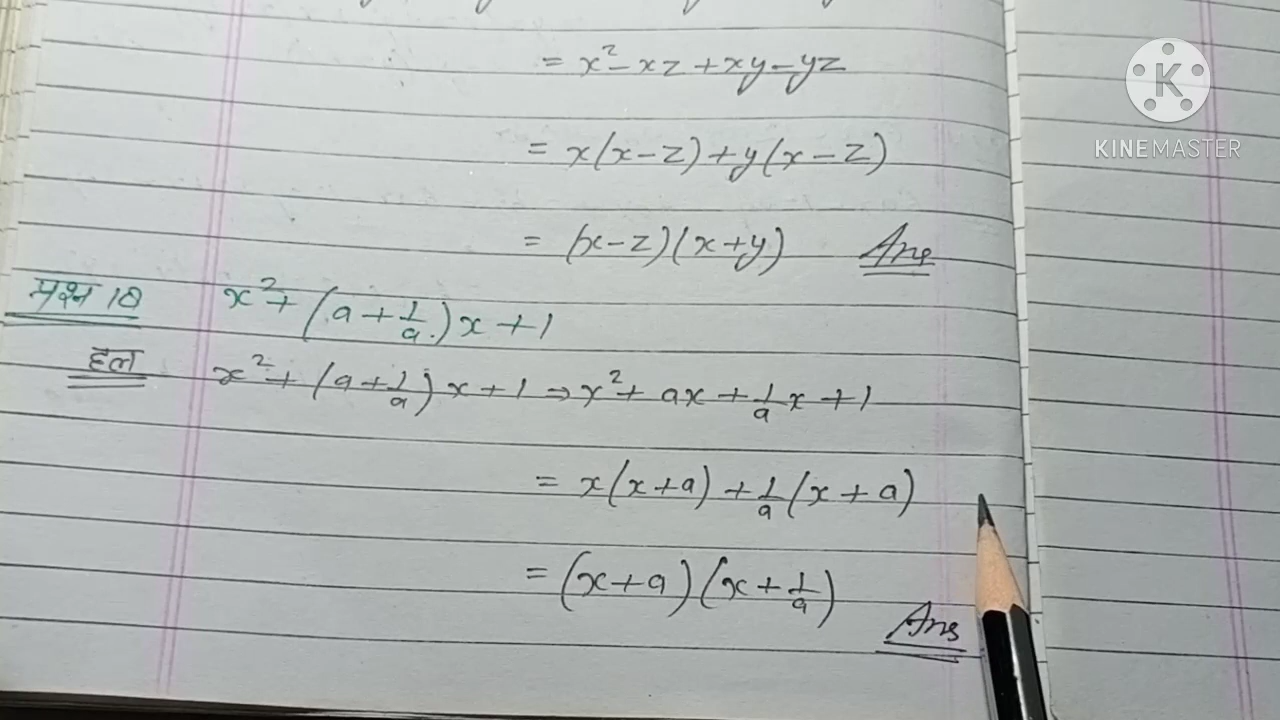 = x² - xz + xy - yz
= x(x-z) + y(x-z)
= (x-z)(x+y) Ans
प्रश्न 18 x² + (a + 1/a)x + 1
हल x² + (a + 1/a)x + 1 ⇒ x² + ax + 1/a x + 1
= x(x+a) + 1/a(x+a)
= (x+a)(x + 1/a)
Ans
K
KINEMASTER